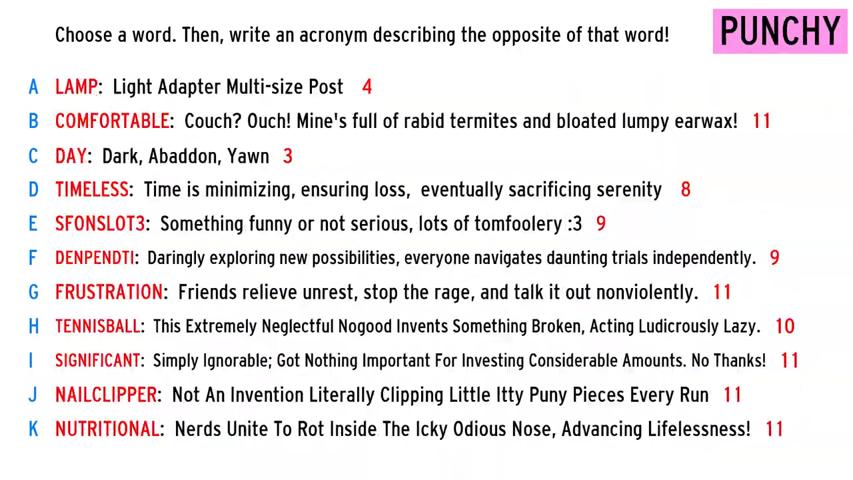 Choose a word. Then, write an acronym describing the opposite of that word!
PUNCHY
A LAMP: Light Adapter Multi-size Post 4
B COMFORTABLE: Couch? Ouch! Mine's full of rabid termites and bloated lumpy earwax! 11
C DAY: Dark, Abaddon, Yawn 3
D TIMELESS: Time is minimizing, ensuring loss, eventually sacrificing serenity 8
E SFONSLOT3: Something funny or not serious, lots of tomfoolery :3 9
F DENPENDTI: Daringly exploring new possibilities, everyone navigates daunting trials independently. 9
G FRUSTRATION: Friends relieve unrest, stop the rage, and talk it out nonviolently. 11
H TENNISBALL: This Extremely Neglectful Nogood Invents Something Broken, Acting Ludicrously Lazy. 10
I SIGNIFICANT: Simply Ignorable; Got Nothing Important For Investing Considerable Amounts. No Thanks! 11
J NAILCLIPPER: Not An Invention Literally Clipping Little Itty Puny Pieces Every Run 11
K NUTRITIONAL: Nerds Unite To Rot Inside The Icky Odious Nose, Advancing Lifelessness! 11